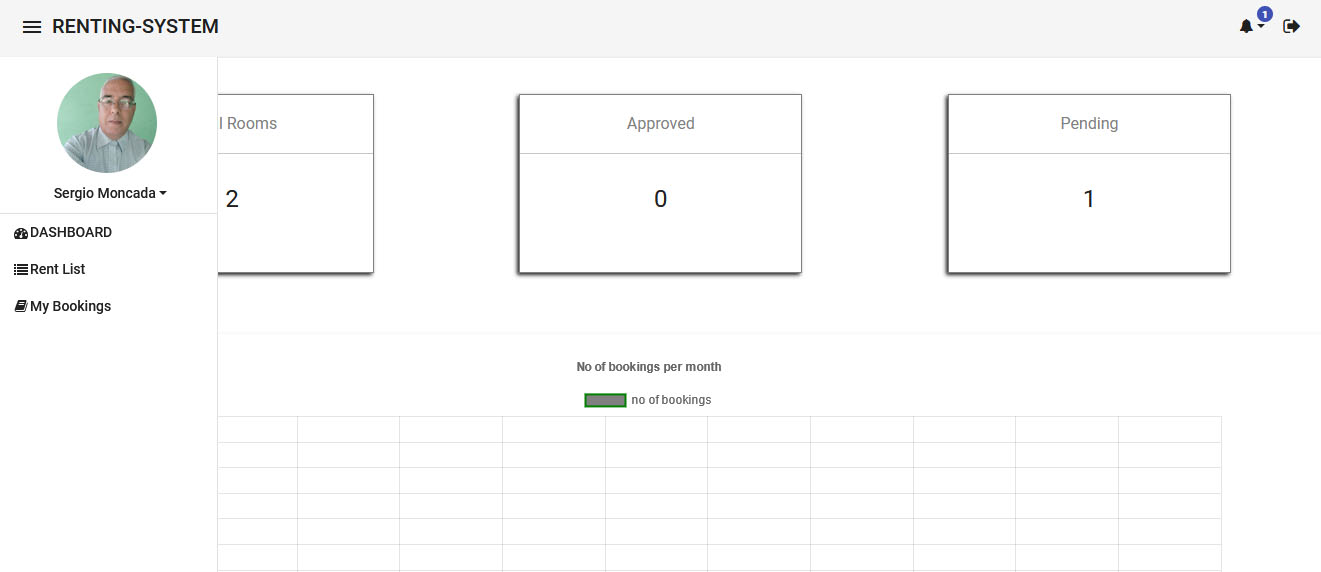 RENTING-SYSTEM
1
Sergio Moncada
DASHBOARD
Rent List
My Bookings
l Rooms
2
Approved
0
Pending
1
No of bookings per month
no of bookings